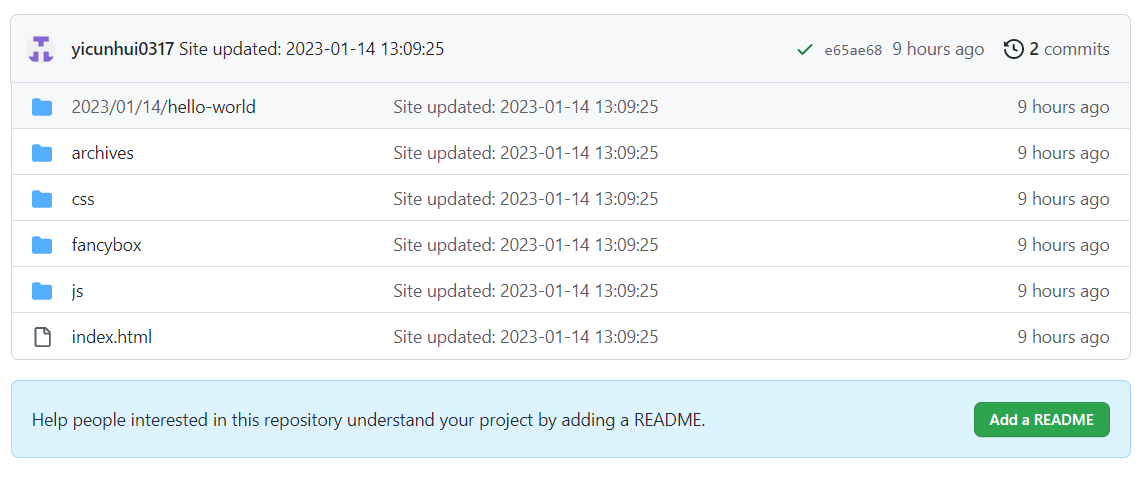 yicunhui0317 Site updated: 2023-01-14 13:09:25 e65ae68 9 hours ago 2 commits
2023/01/14/hello-world Site updated: 2023-01-14 13:09:25 9 hours ago
archives Site updated: 2023-01-14 13:09:25 9 hours ago
css Site updated: 2023-01-14 13:09:25 9 hours ago
fancybox Site updated: 2023-01-14 13:09:25 9 hours ago
js Site updated: 2023-01-14 13:09:25 9 hours ago
index.html Site updated: 2023-01-14 13:09:25 9 hours ago
Help people interested in this repository understand your project by adding a README. Add a README